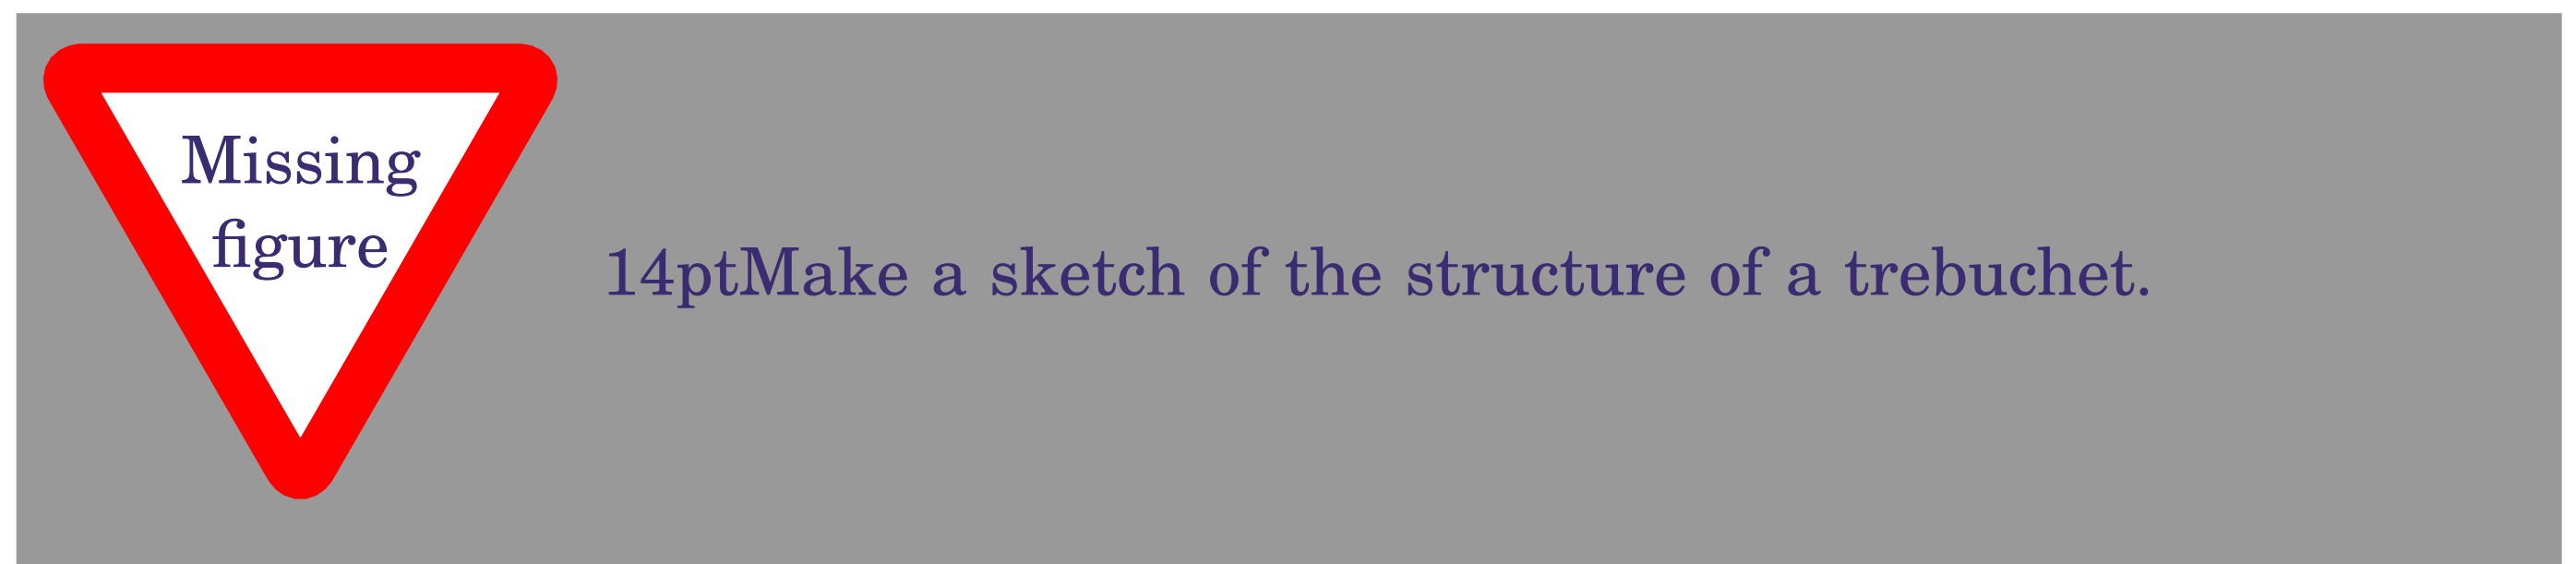 Missing
figure
14ptMake a sketch of the structure of a trebuchet.